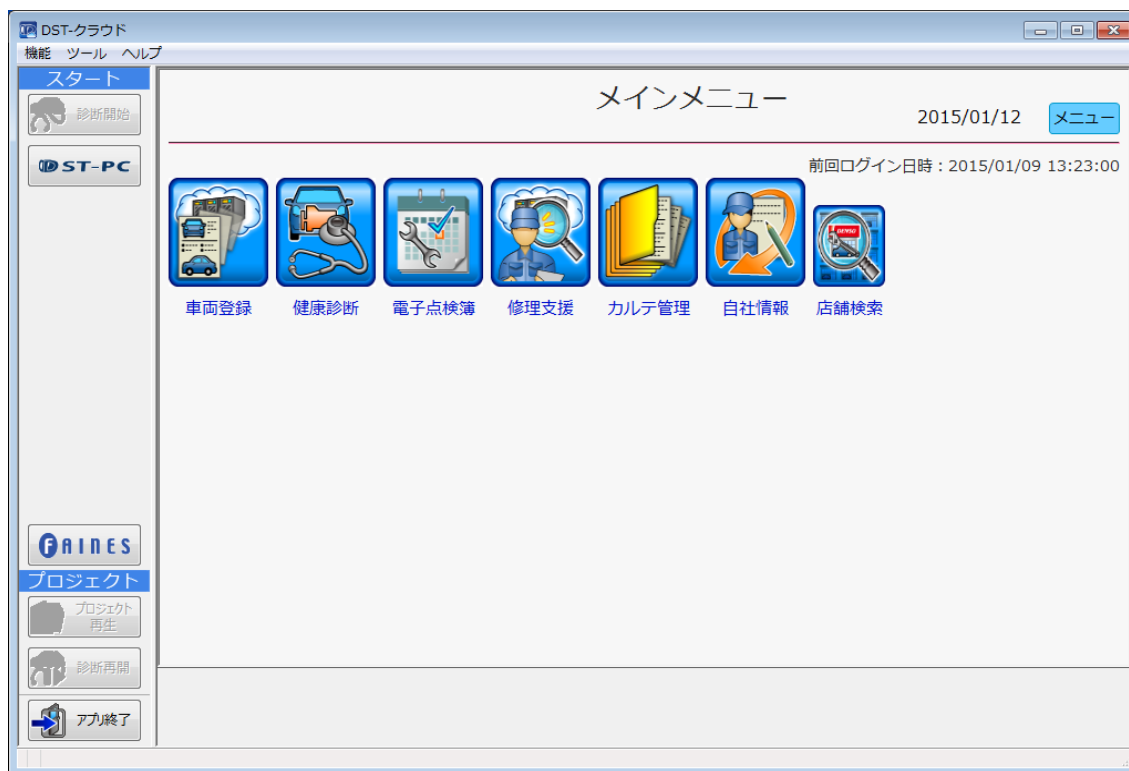 DST-クラウド
機能 ツール ヘルプ
スタート
診断開始
DST-PC
FAINES
プロジェクト
プロジェクト
再生
診断再開
アプリ終了
メインメニュー
2015/01/12 メニュー
前回ログイン日時：2015/01/09 13:23:00
DENSO
車両登録 健康診断 電子点検簿 修理支援 カルテ管理 自社情報 店舗検索